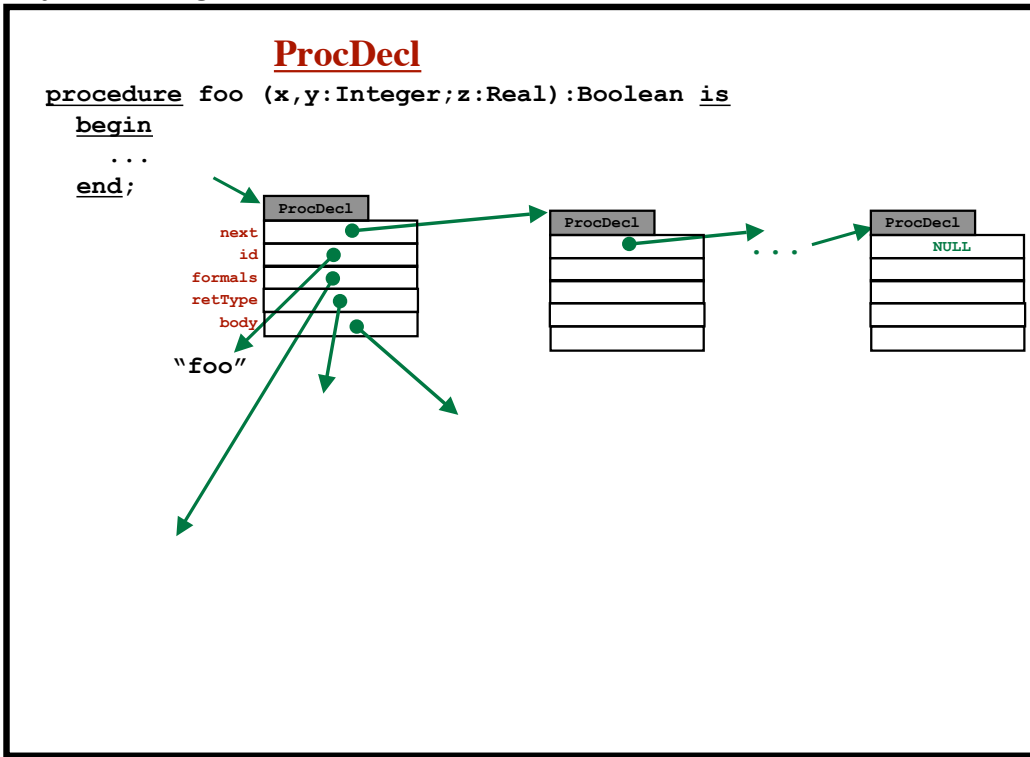 ProcDecl
procedure foo (x,y:Integer;z:Real):Boolean is
begin
...
end;
ProcDecl
next
id
formals
retType
body
“foo”
ProcDecl
...
ProcDecl
NULL